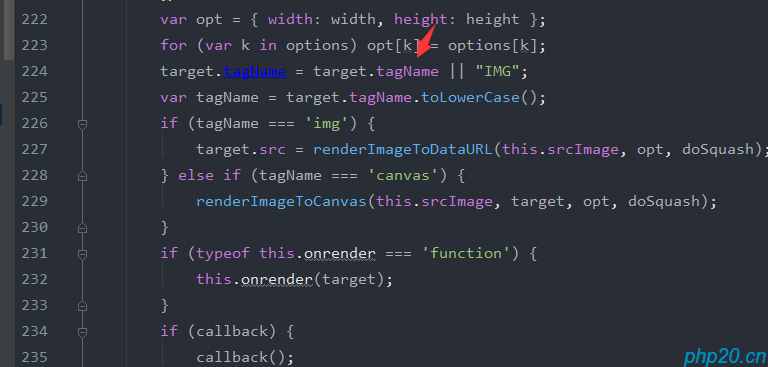 222 var opt = { width: width, height: height };
223 for (var k in options) opt[k] = options[k];
224 target.tagName = target.tagName || "IMG";
225 var tagName = target.tagName.toLowerCase();
226 if (tagName === 'img') {
227 target.src = renderImageToDataURL(this.srcImage, opt, doSquash);
228 } else if (tagName === 'canvas') {
229 renderImageToCanvas(this.srcImage, target, opt, doSquash);
230 }
231 if (typeof this.onrender === 'function') {
232 this.onrender(target);
233 }
234 if (callback) {
235 callback();
php20.cn